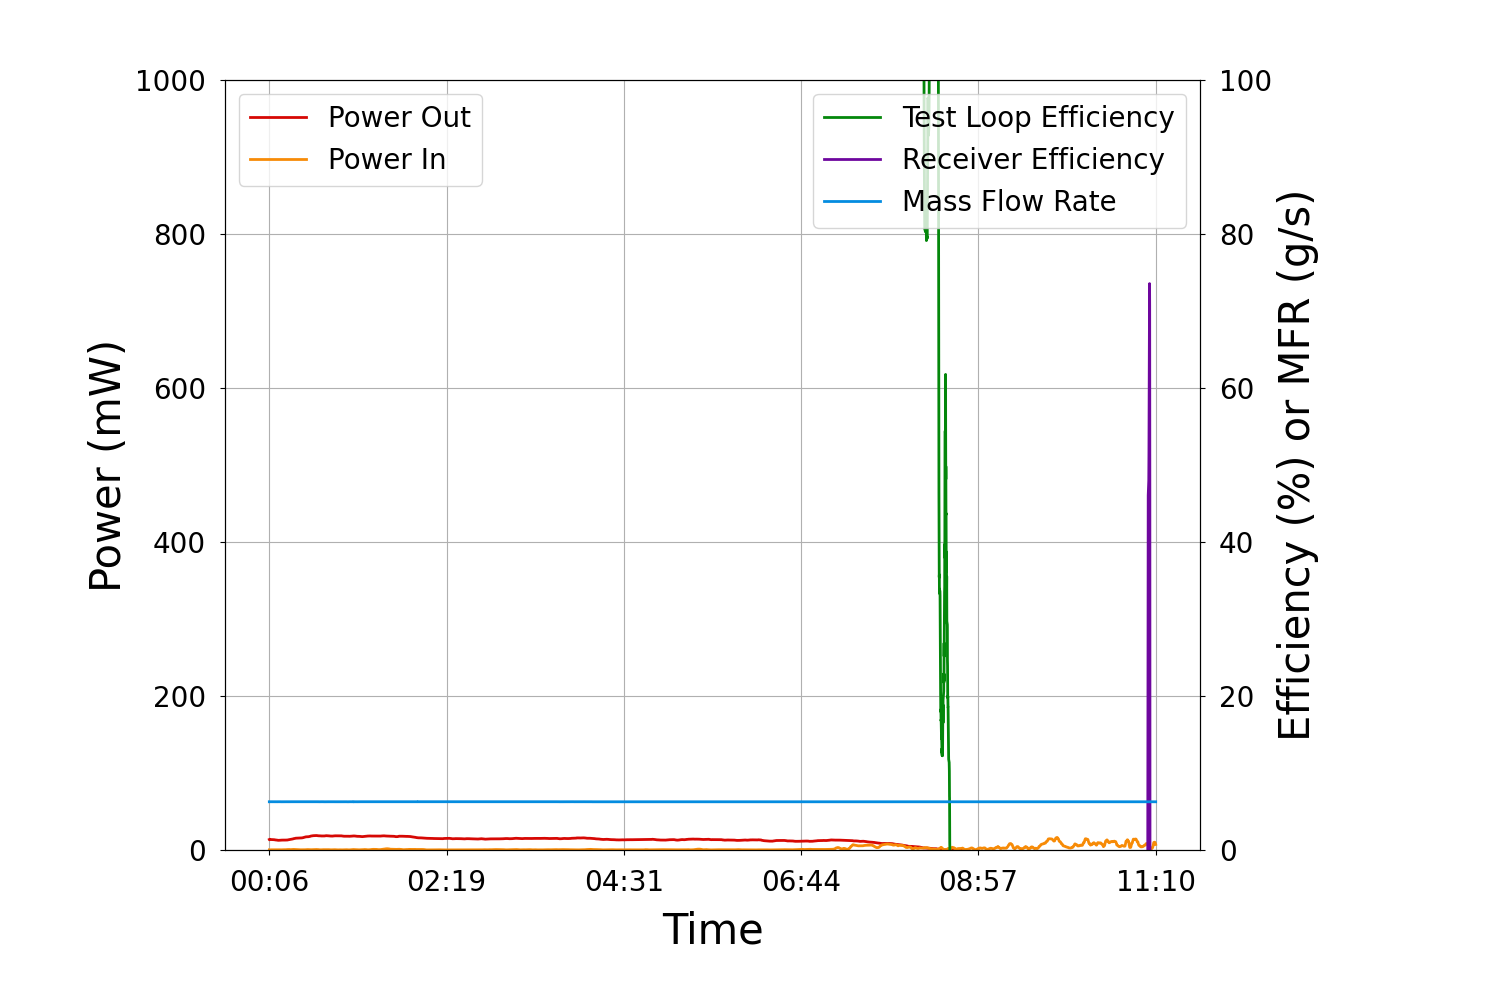 1000
800
600
400
200
0
Power (mW)
Power Out
Power In
Test Loop Efficiency
Receiver Efficiency
Mass Flow Rate
100
80
60
40
20
0
Efficiency (%) or MFR (g/s)
00:06 02:19 04:31 06:44 08:57 11:10
Time